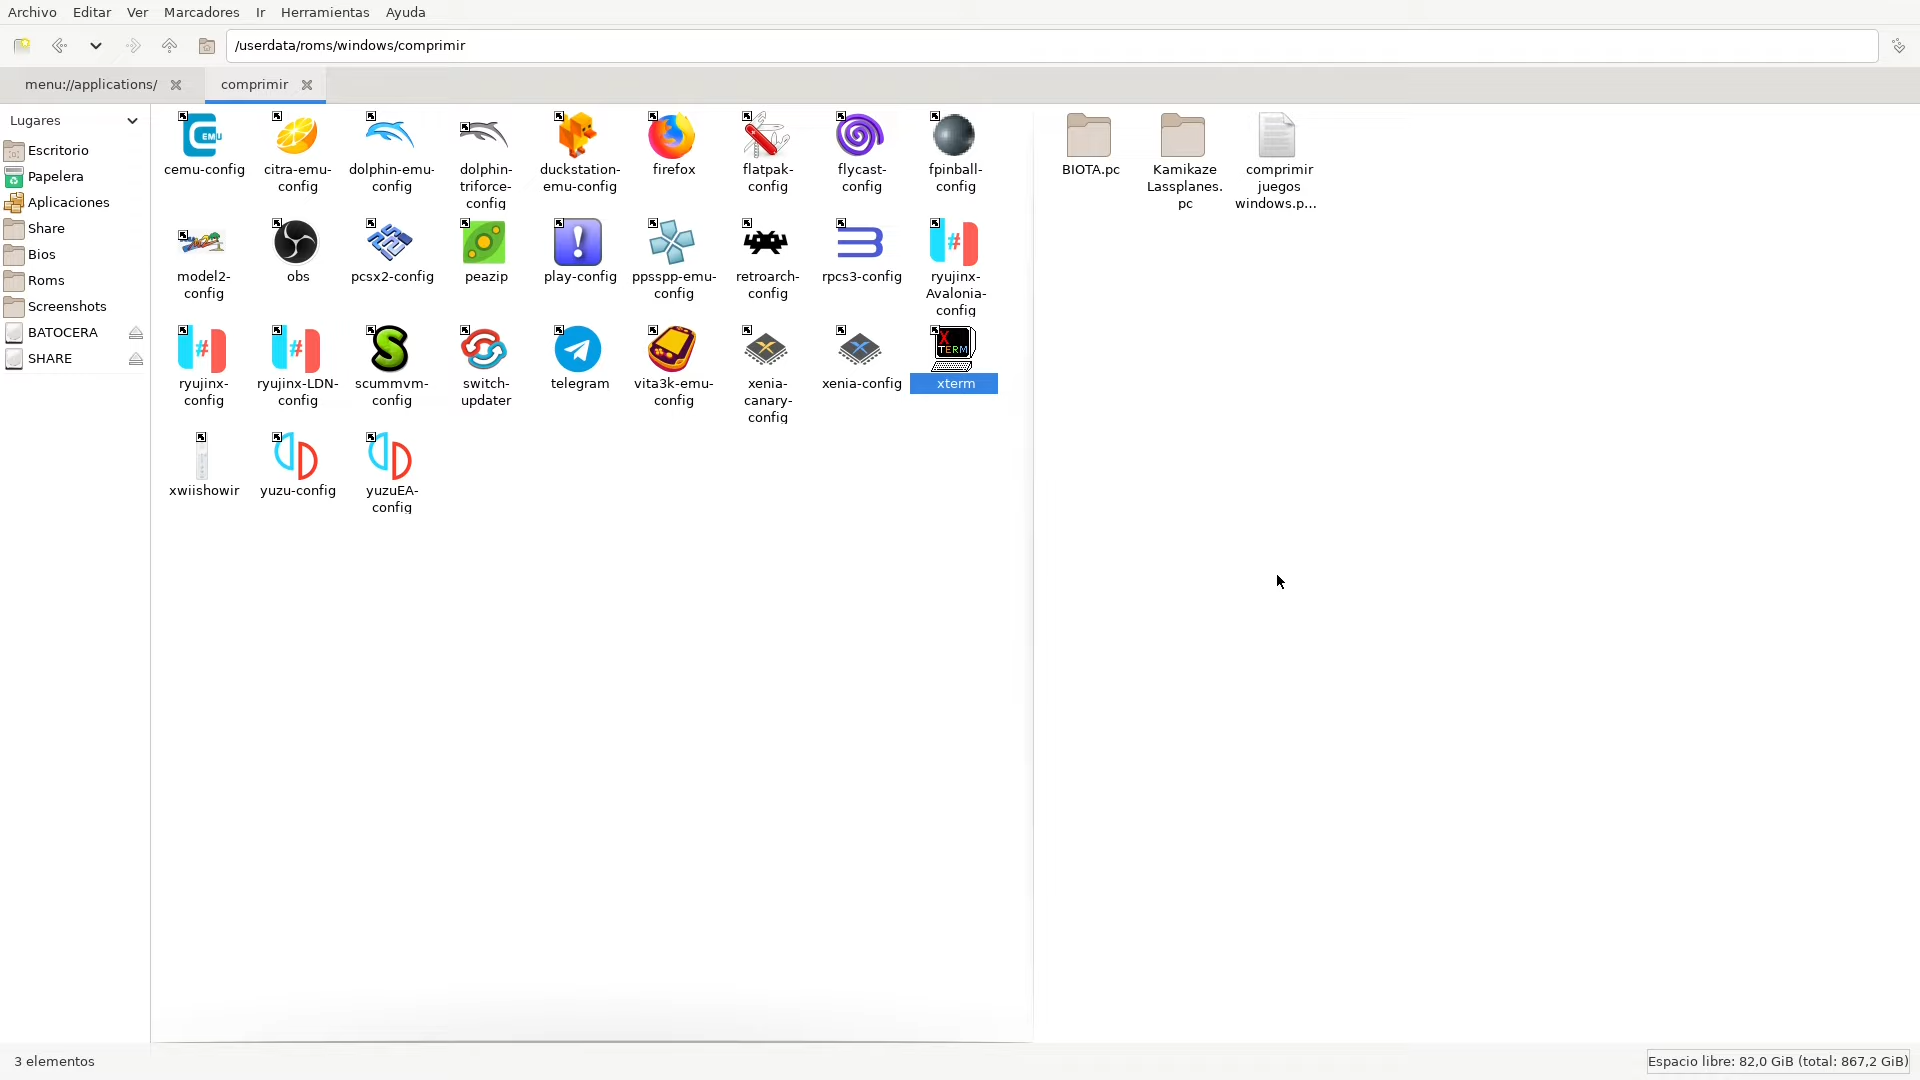 Archivo Editar Ver Marcadores Ir Herramientas Ayuda
/userdata/roms/windows/comprimir
menu://applications/
comprimir
Lugares
Escritorio
Papelera
Aplicaciones
Share
Bios
Roms
Screenshots
BATOCERA
SHARE
cemu-config
citra-emu-
config
dolphin-emu-
config
dolphin-
triforce-
config
duckstation-
emu-config
firefox
flatpak-
config
flycast-
config
fpinball-
config
model2-
config
obs
pcsx2-config
peazip
play-config
ppsspp-emu-
config
retroarch-
config
rpcs3-config
ryujinx-
Avalonia-
config
ryujinx-
config
ryujinx-LDN-
config
scummvm-
config
switch-
updater
telegram
vita3k-emu-
config
xenia-
canary-
config
xenia-config
X
TERM
xterm
xwiishowir
yuzu-config
yuzuEA-
config
BIOTA.pc
Kamikaze
Lassplanes.
pc
comprimir
juegos
windows.p...
3 elementos
Espacio libre: 82,0 GiB (total: 867,2 GiB)